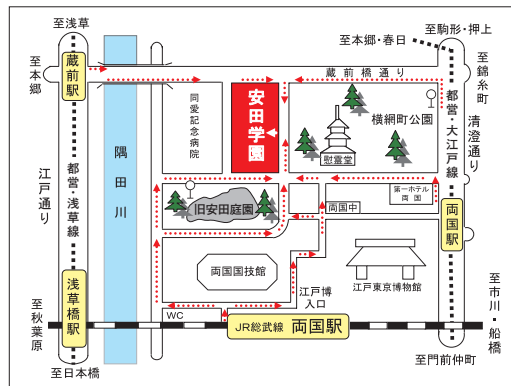 至浅草
至駒形・押上
至本郷・春日
至本郷
蔵前駅
蔵前橋通り
至錦糸町
同愛記念病院
安田学園
横網町公園
慰霊堂
都営・大江戸線
清澄通り
隅田川
江戸通り
都営・浅草線
旧安田庭園
両国中
第一ホテル
両国
両国駅
両国国技館
江戸東京博物館
江戸博
入口
浅草橋駅
至秋葉原
WC
JR総武線 両国駅
至市川・船橋
至日本橋
至門前仲町